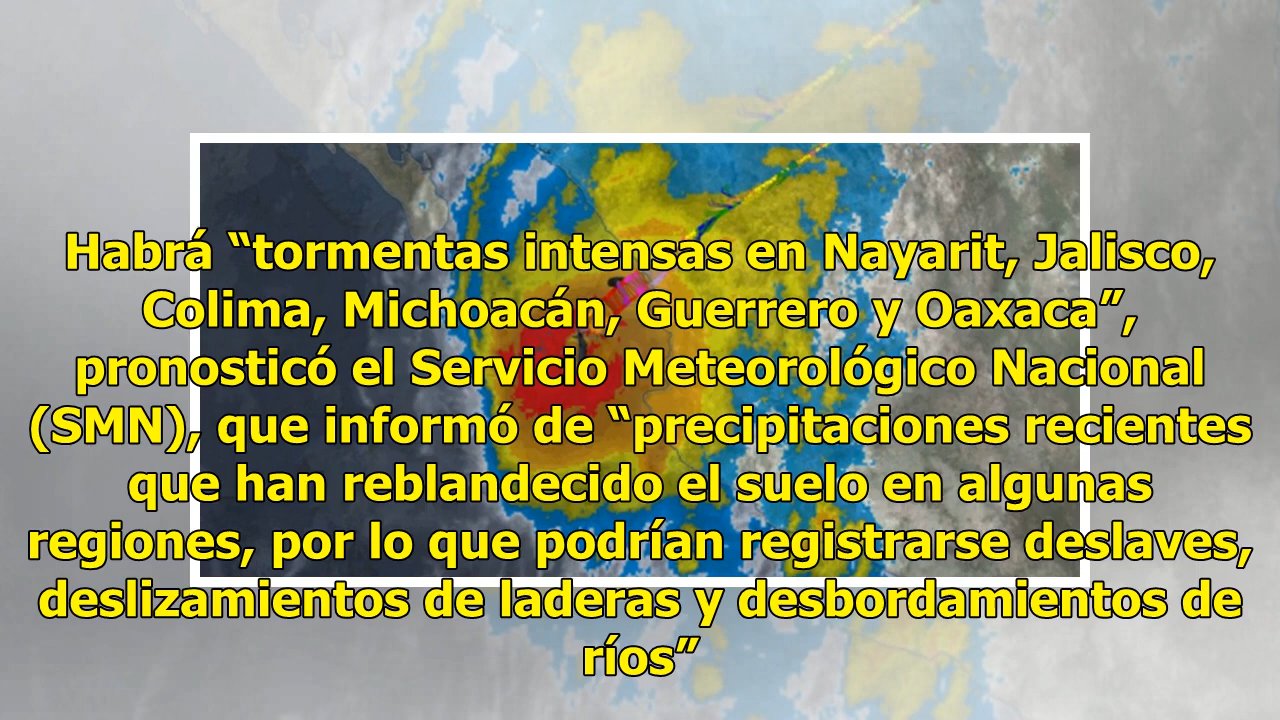 Habrá “tormentas intensas en Nayarit, Jalisco,
Colima, Michoacán, Guerrero y Oaxaca”,
pronosticó el Servicio Meteorológico Nacional
(SMN), que informó de “precipitaciones recientes
que han reblandecido el suelo en algunas
regiones, por lo que podrían registrarse deslaves,
deslizamientos de laderas y desbordamientos de
ríos”